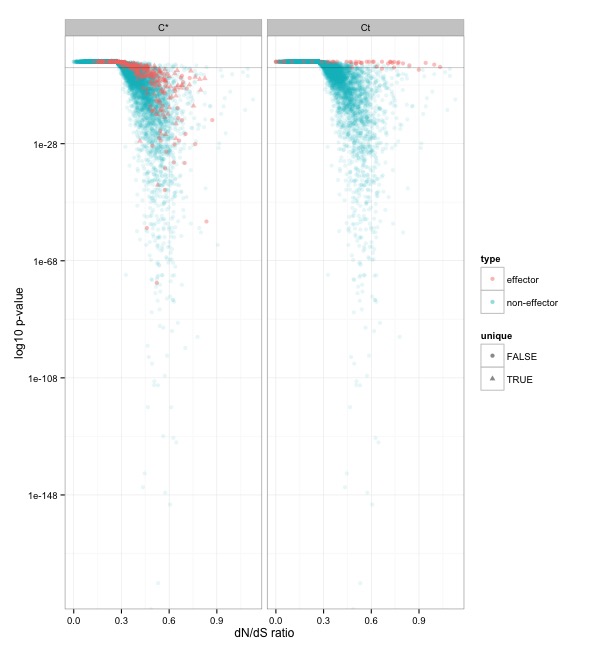 C* Ct
1e-28
1e-68
1e-108
1e-148
log10 p-value
0.0 0.3 0.6 0.9 0.0 0.3 0.6 0.9
dN/dS ratio
type
effector
non-effector
unique
FALSE
TRUE